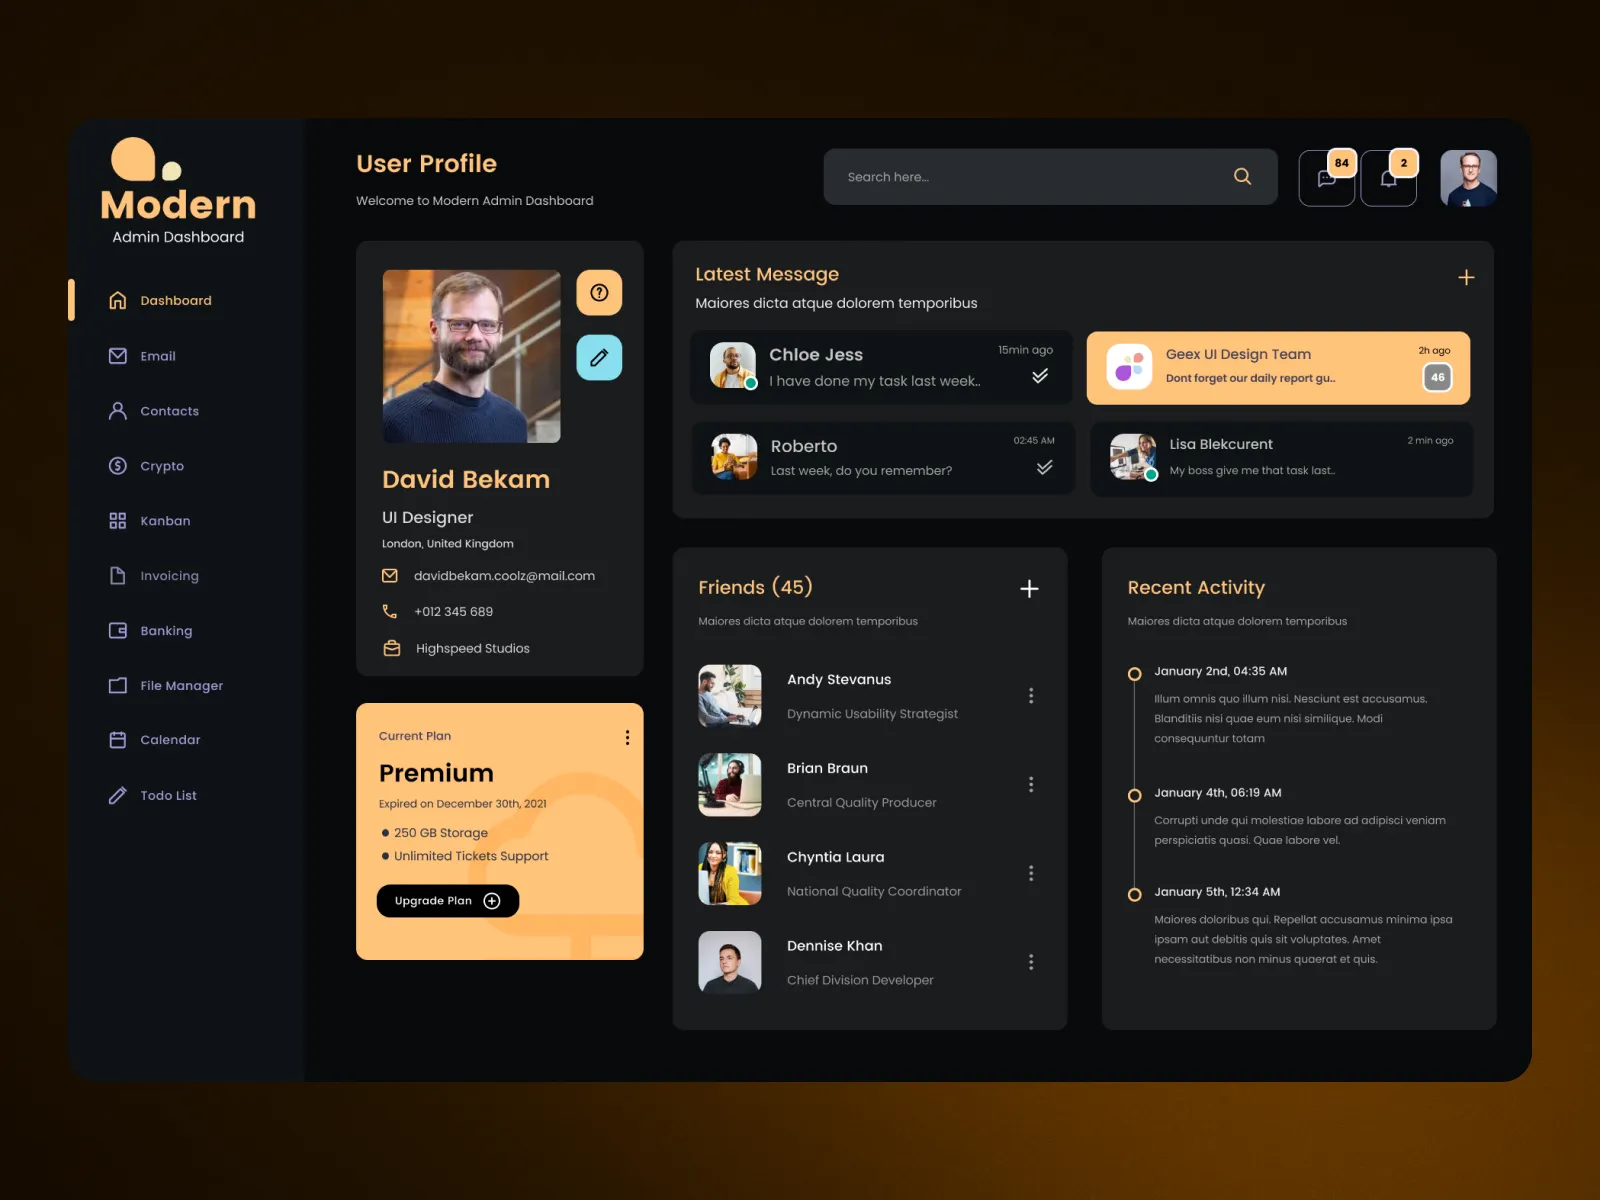 Modern
Admin Dashboard
Dashboard
Email
Contacts
Crypto
Kanban
Invoicing
Banking
File Manager
Calendar
Todo List
User Profile
Welcome to Modern Admin Dashboard
Search here...
84
2
David Bekam
UI Designer
London, United Kingdom
davidbekam.coolz@mail.com
+012 345 689
Highspeed Studios
Current Plan
Premium
Expired on December 30th, 2021
250 GB Storage
Unlimited Tickets Support
Upgrade Plan
Latest Message
Maiores dicta atque dolorem temporibus
Chloe Jess
15min ago
I have done my task last week..
Geex UI Design Team
2h ago
Dont forget our daily report gu..
46
Roberto
02:45 AM
Last week, do you remember?
Lisa Blekcurent
2 min ago
My boss give me that task last..
Friends (45)
Maiores dicta atque dolorem temporibus
Andy Stevanus
Dynamic Usability Strategist
Brian Braun
Central Quality Producer
Chyntia Laura
National Quality Coordinator
Dennise Khan
Chief Division Developer
Recent Activity
Maiores dicta atque dolorem temporibus
January 2nd, 04:35 AM
Illum omnis quo illum nisi. Nesciunt est accusamus.
Blanditiis nisi quae eum nisi similique. Modi
consequuntur totam
January 4th, 06:19 AM
Corrupti unde qui molestiae labore ad adipisci veniam
perspiciatis quasi. Quae labore vel.
January 5th, 12:34 AM
Maiores doloribus qui. Repellat accusamus minima ipsa
ipsam aut debitis quis sit voluptates. Amet
necessitatibus non minus quaerat et quis.